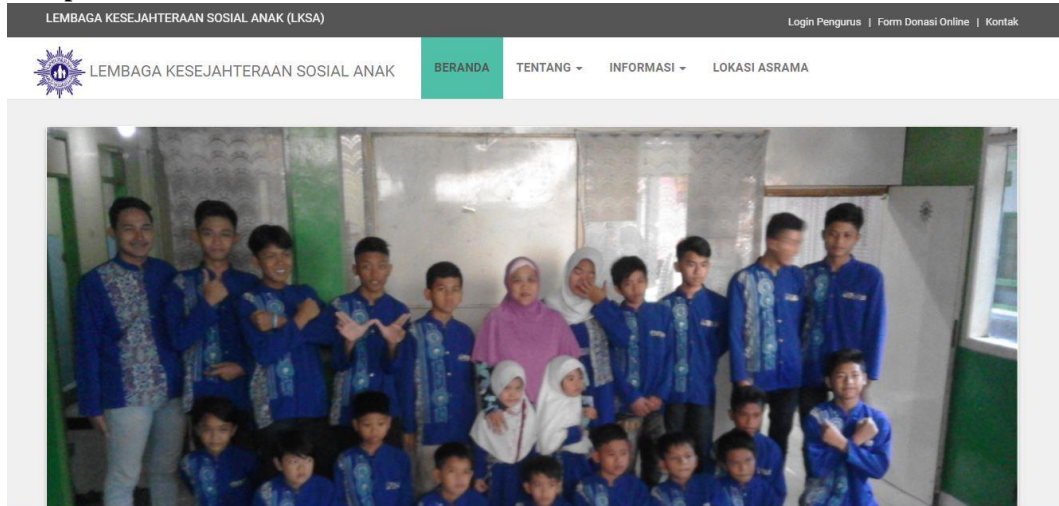 LEMBAGA KESEJAHTERAAN SOSIAL ANAK (LKSA)
Login Pengurus | Form Donasi Online | Kontak
LEMBAGA KESEJAHTERAAN SOSIAL ANAK
BERANDA TENTANG INFORMASI LOKASI ASRAMA